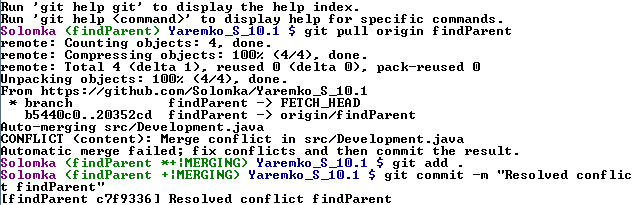 Run 'git help git' to display the help index.
Run 'git help <command>' to display help for specific commands.
Solomka (findParent) Yaremko_S_10.1 $ git pull origin findParent
remote: Counting objects: 4, done.
remote: Compressing objects: 100% (4/4), done.
remote: Total 4 (delta 1), reused 0 (delta 0), pack-reused 0
Unpacking objects: 100% (4/4), done.
From https://github.com/Solomka/Yaremko_S_10.1
 * branch            findParent -> FETCH_HEAD
   b5440c0..20352cd  findParent -> origin/findParent
Auto-merging src/Development.java
CONFLICT (content): Merge conflict in src/Development.java
Automatic merge failed; fix conflicts and then commit the result.
Solomka (findParent *+¦MERGING) Yaremko_S_10.1 $ git add .
Solomka (findParent +¦MERGING) Yaremko_S_10.1 $ git commit -m "Resolved conflic
t findParent"
[findParent c7f9336] Resolved conflict findParent